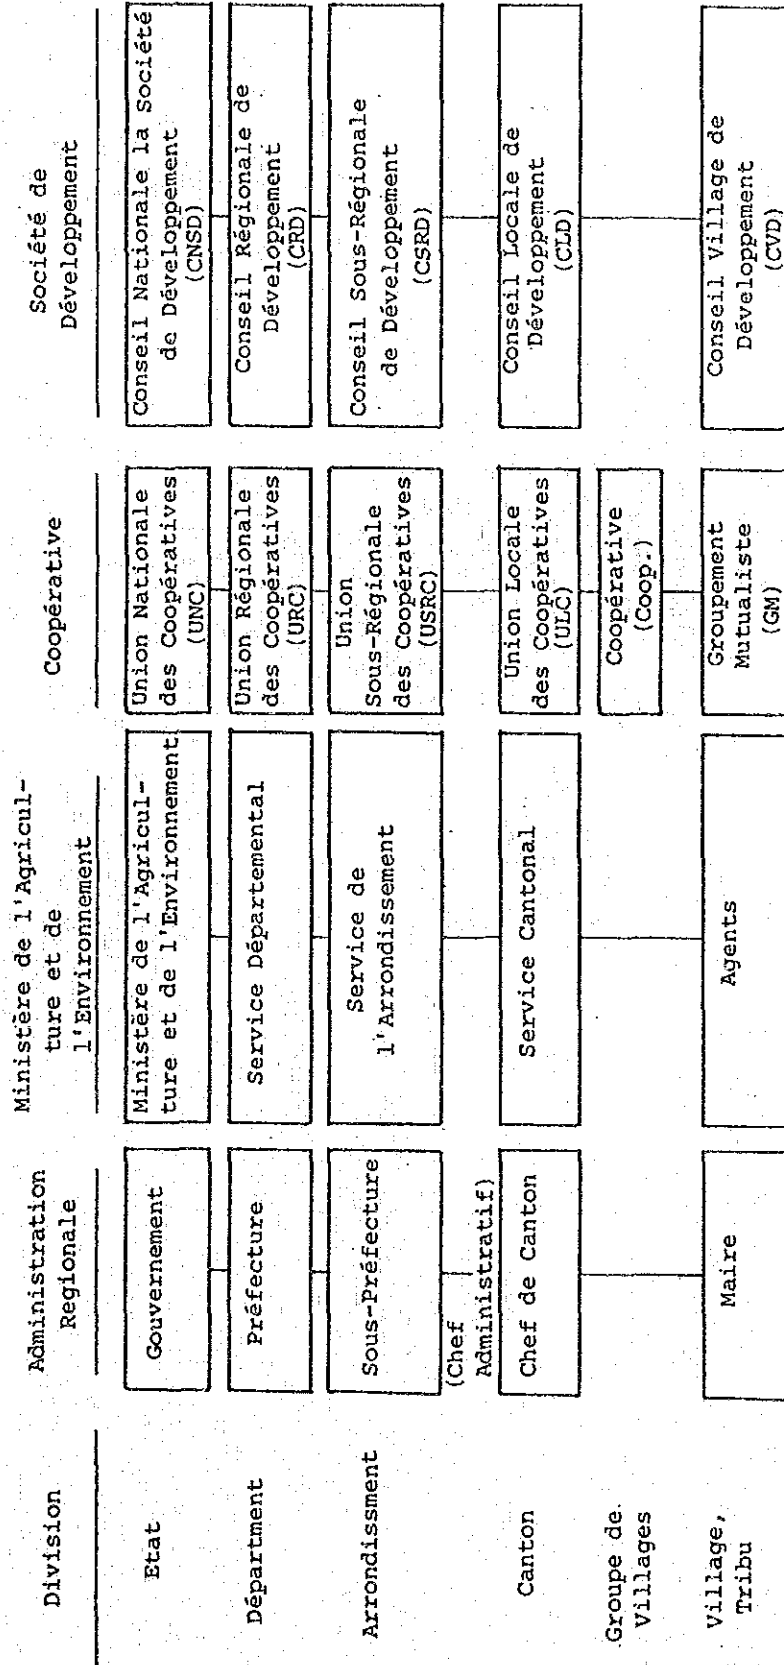 Division
Administration
Regionale
Ministère de l'Agricul-
ture et de
l'Environnement
Coopérative
Société de
Développement
Etat
Gouvernement
Ministère de l'Agricul-
ture et de l'Environnement
Union Nationale
des Coopératives
(UNC)
Conseil Nationale la Société
de Développement
(CNSD)
Départment
Préfecture
Service Départemental
Union Régionale
des Coopératives
(URC)
Conseil Régionale de
Développement
(CRD)
Arrondissment
Sous-Préfecture
Service de
l'Arrondissement
Union
Sous-Régionale
des Coopératives
(USRC)
Conseil Sous-Régionale
de Développement
(CSRD)
(Chef
Administratif)
Canton
Chef de Canton
Service Cantonal
Union Locale
des Coopératives
(ULC)
Conseil Locale de
Développement
(CLD)
Groupe de
Villages
Coopérative
(Coop.)
Village,
Tribu
Maire
Agents
Groupement
Mutualiste
(GM)
Conseil Village de
Développement
(CVD)